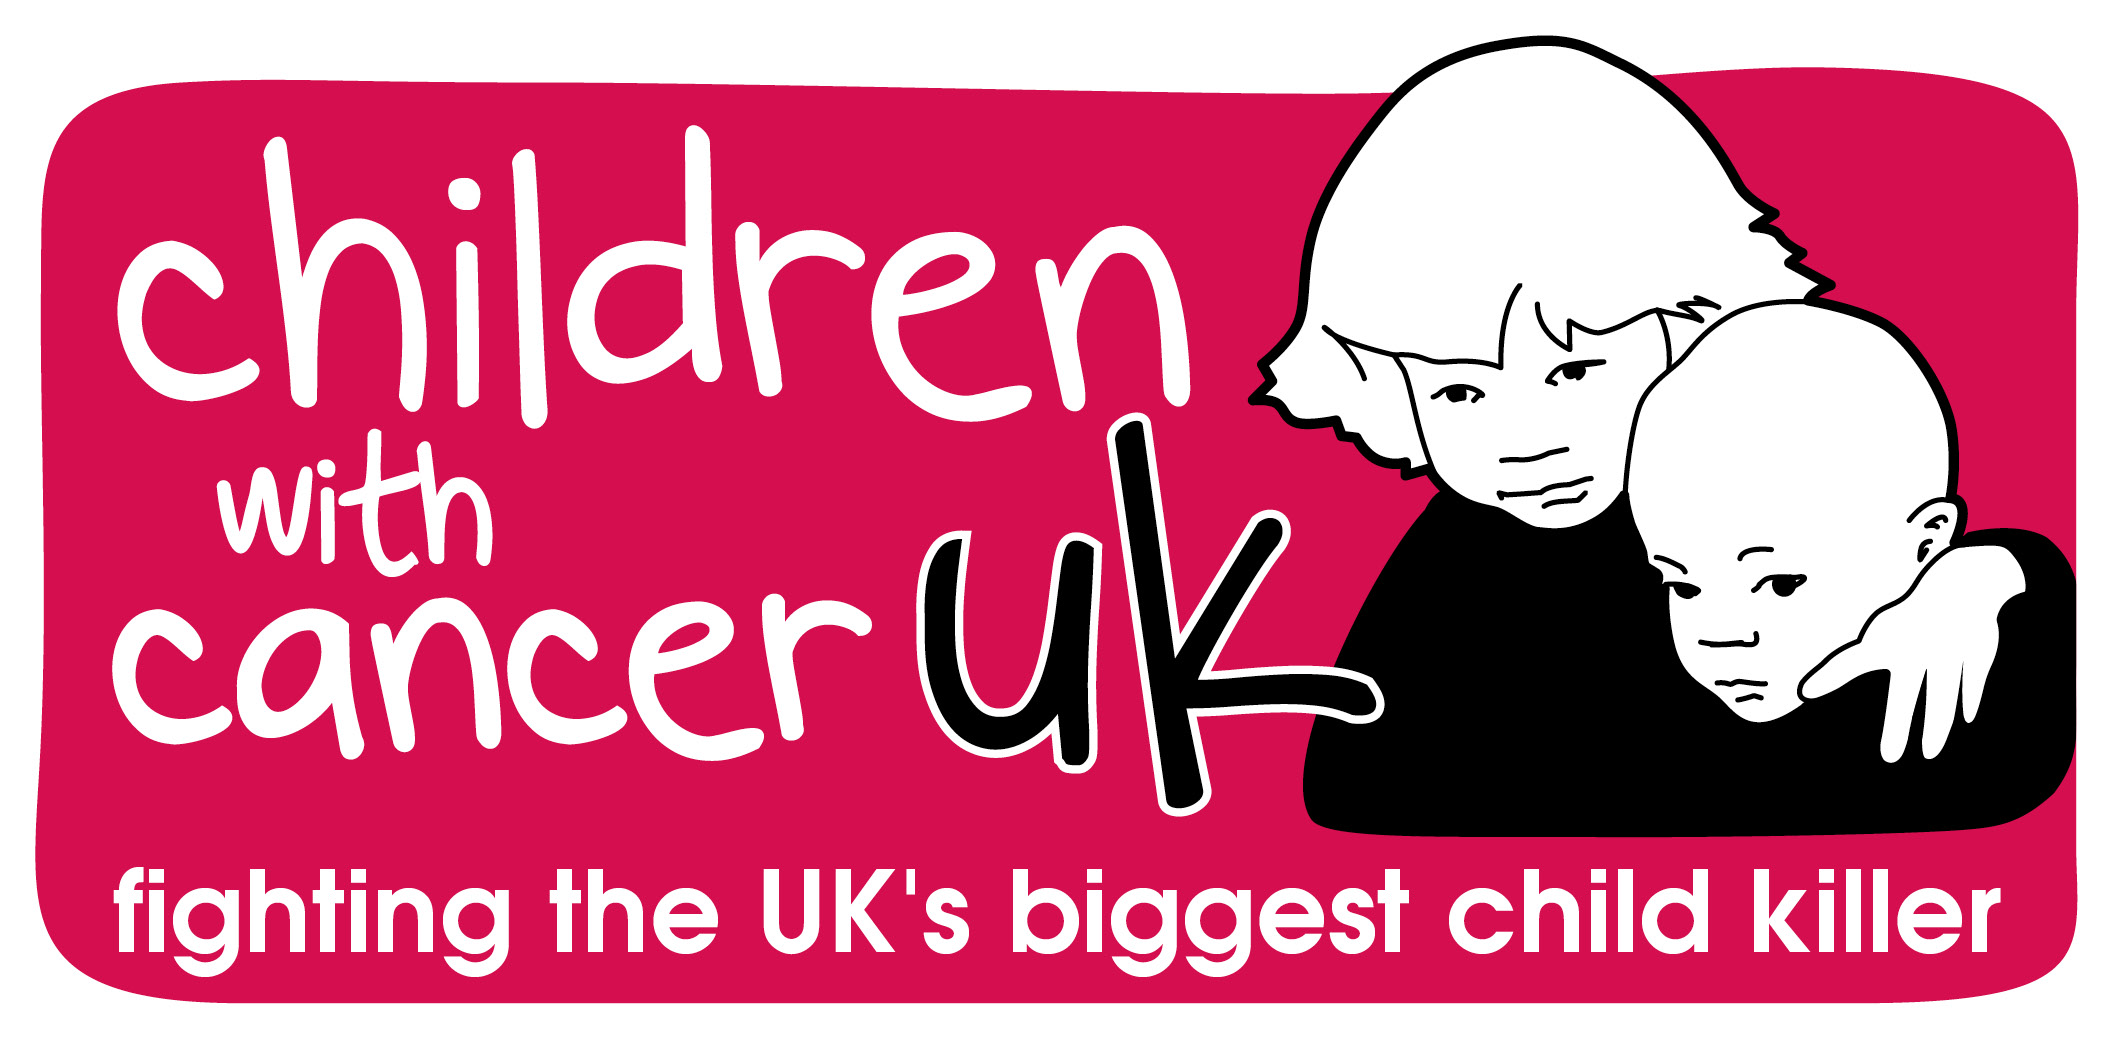 children
with
cancer uk
fighting the UK's biggest child killer